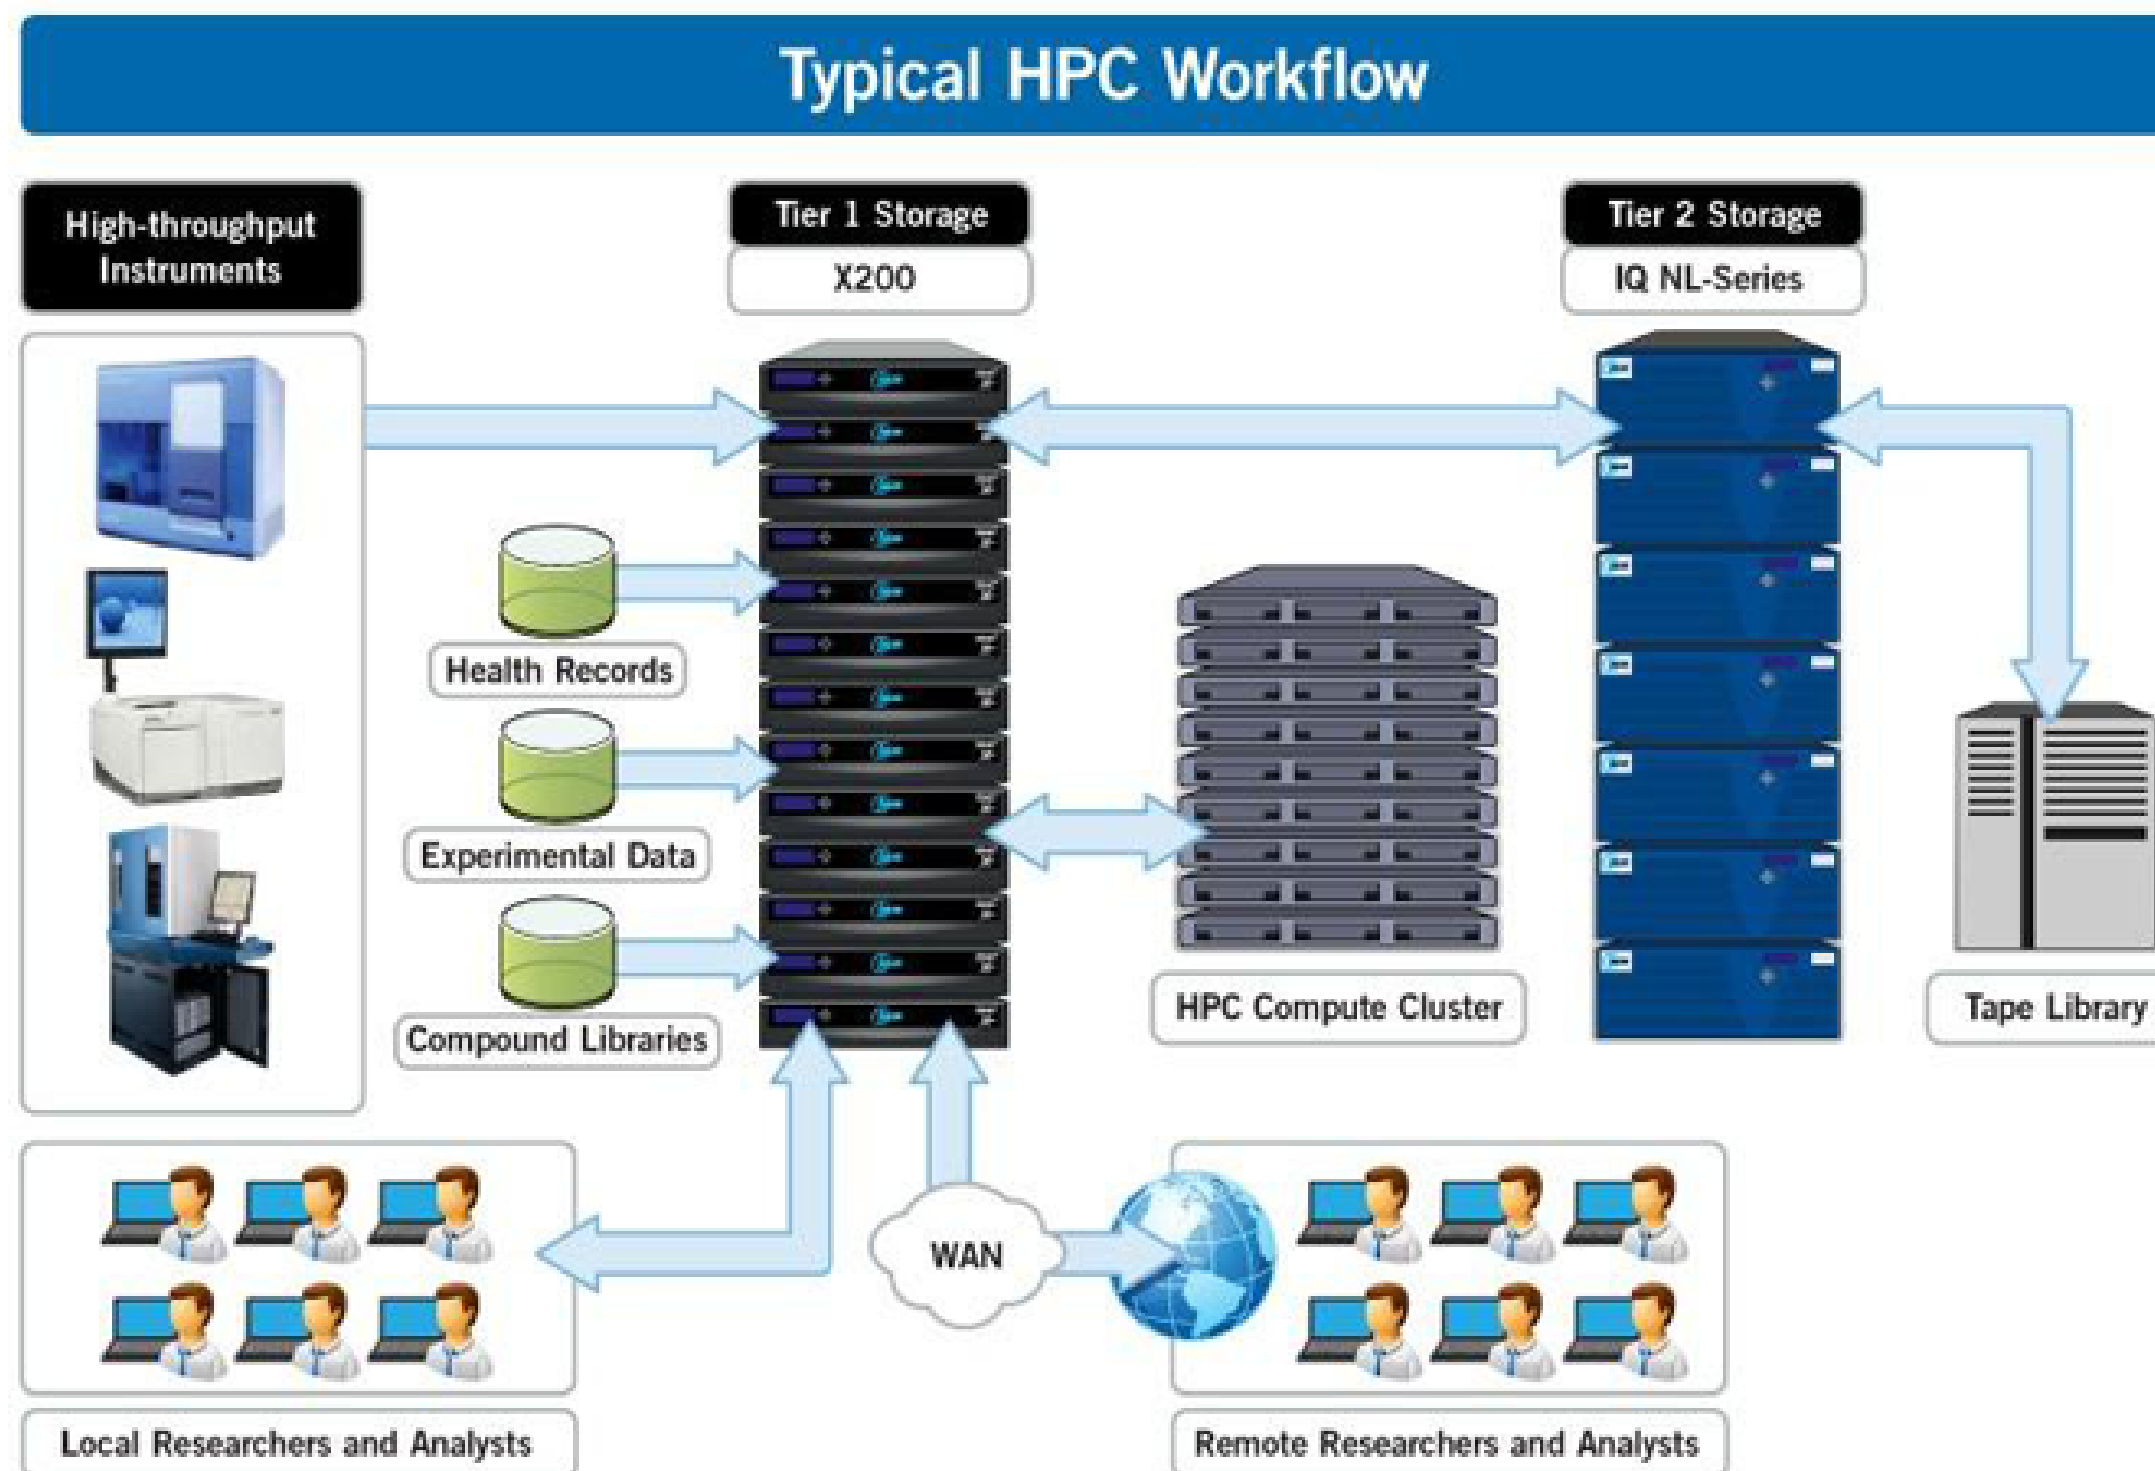 Typical HPC Workflow
High-throughput
Instruments
Tier 1 Storage
X200
Tier 2 Storage
IQ NL-Series
Health Records
Experimental Data
Compound Libraries
HPC Compute Cluster
Tape Library
WAN
Local Researchers and Analysts
Remote Researchers and Analysts